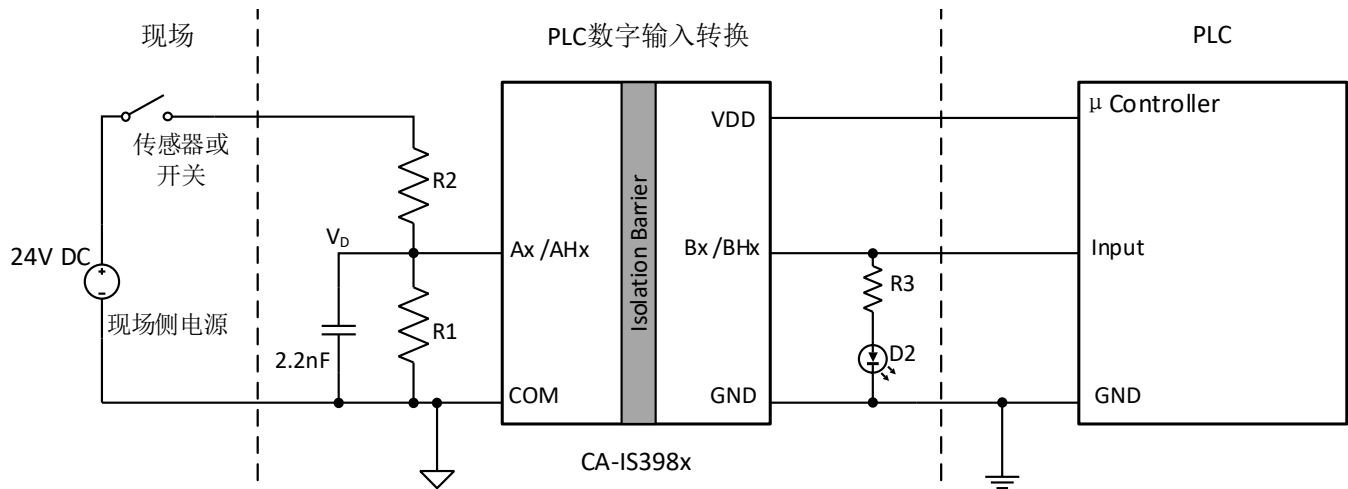 现场
PLC数字输入转换
PLC
传感器或
开关
24V DC
现场侧电源
R2
V_D
2.2nF
R1
Ax /AHx
COM
Isolation Barrier
VDD
Bx /BHx
GND
CA-IS398x
R3
D2
μ Controller
Input
GND